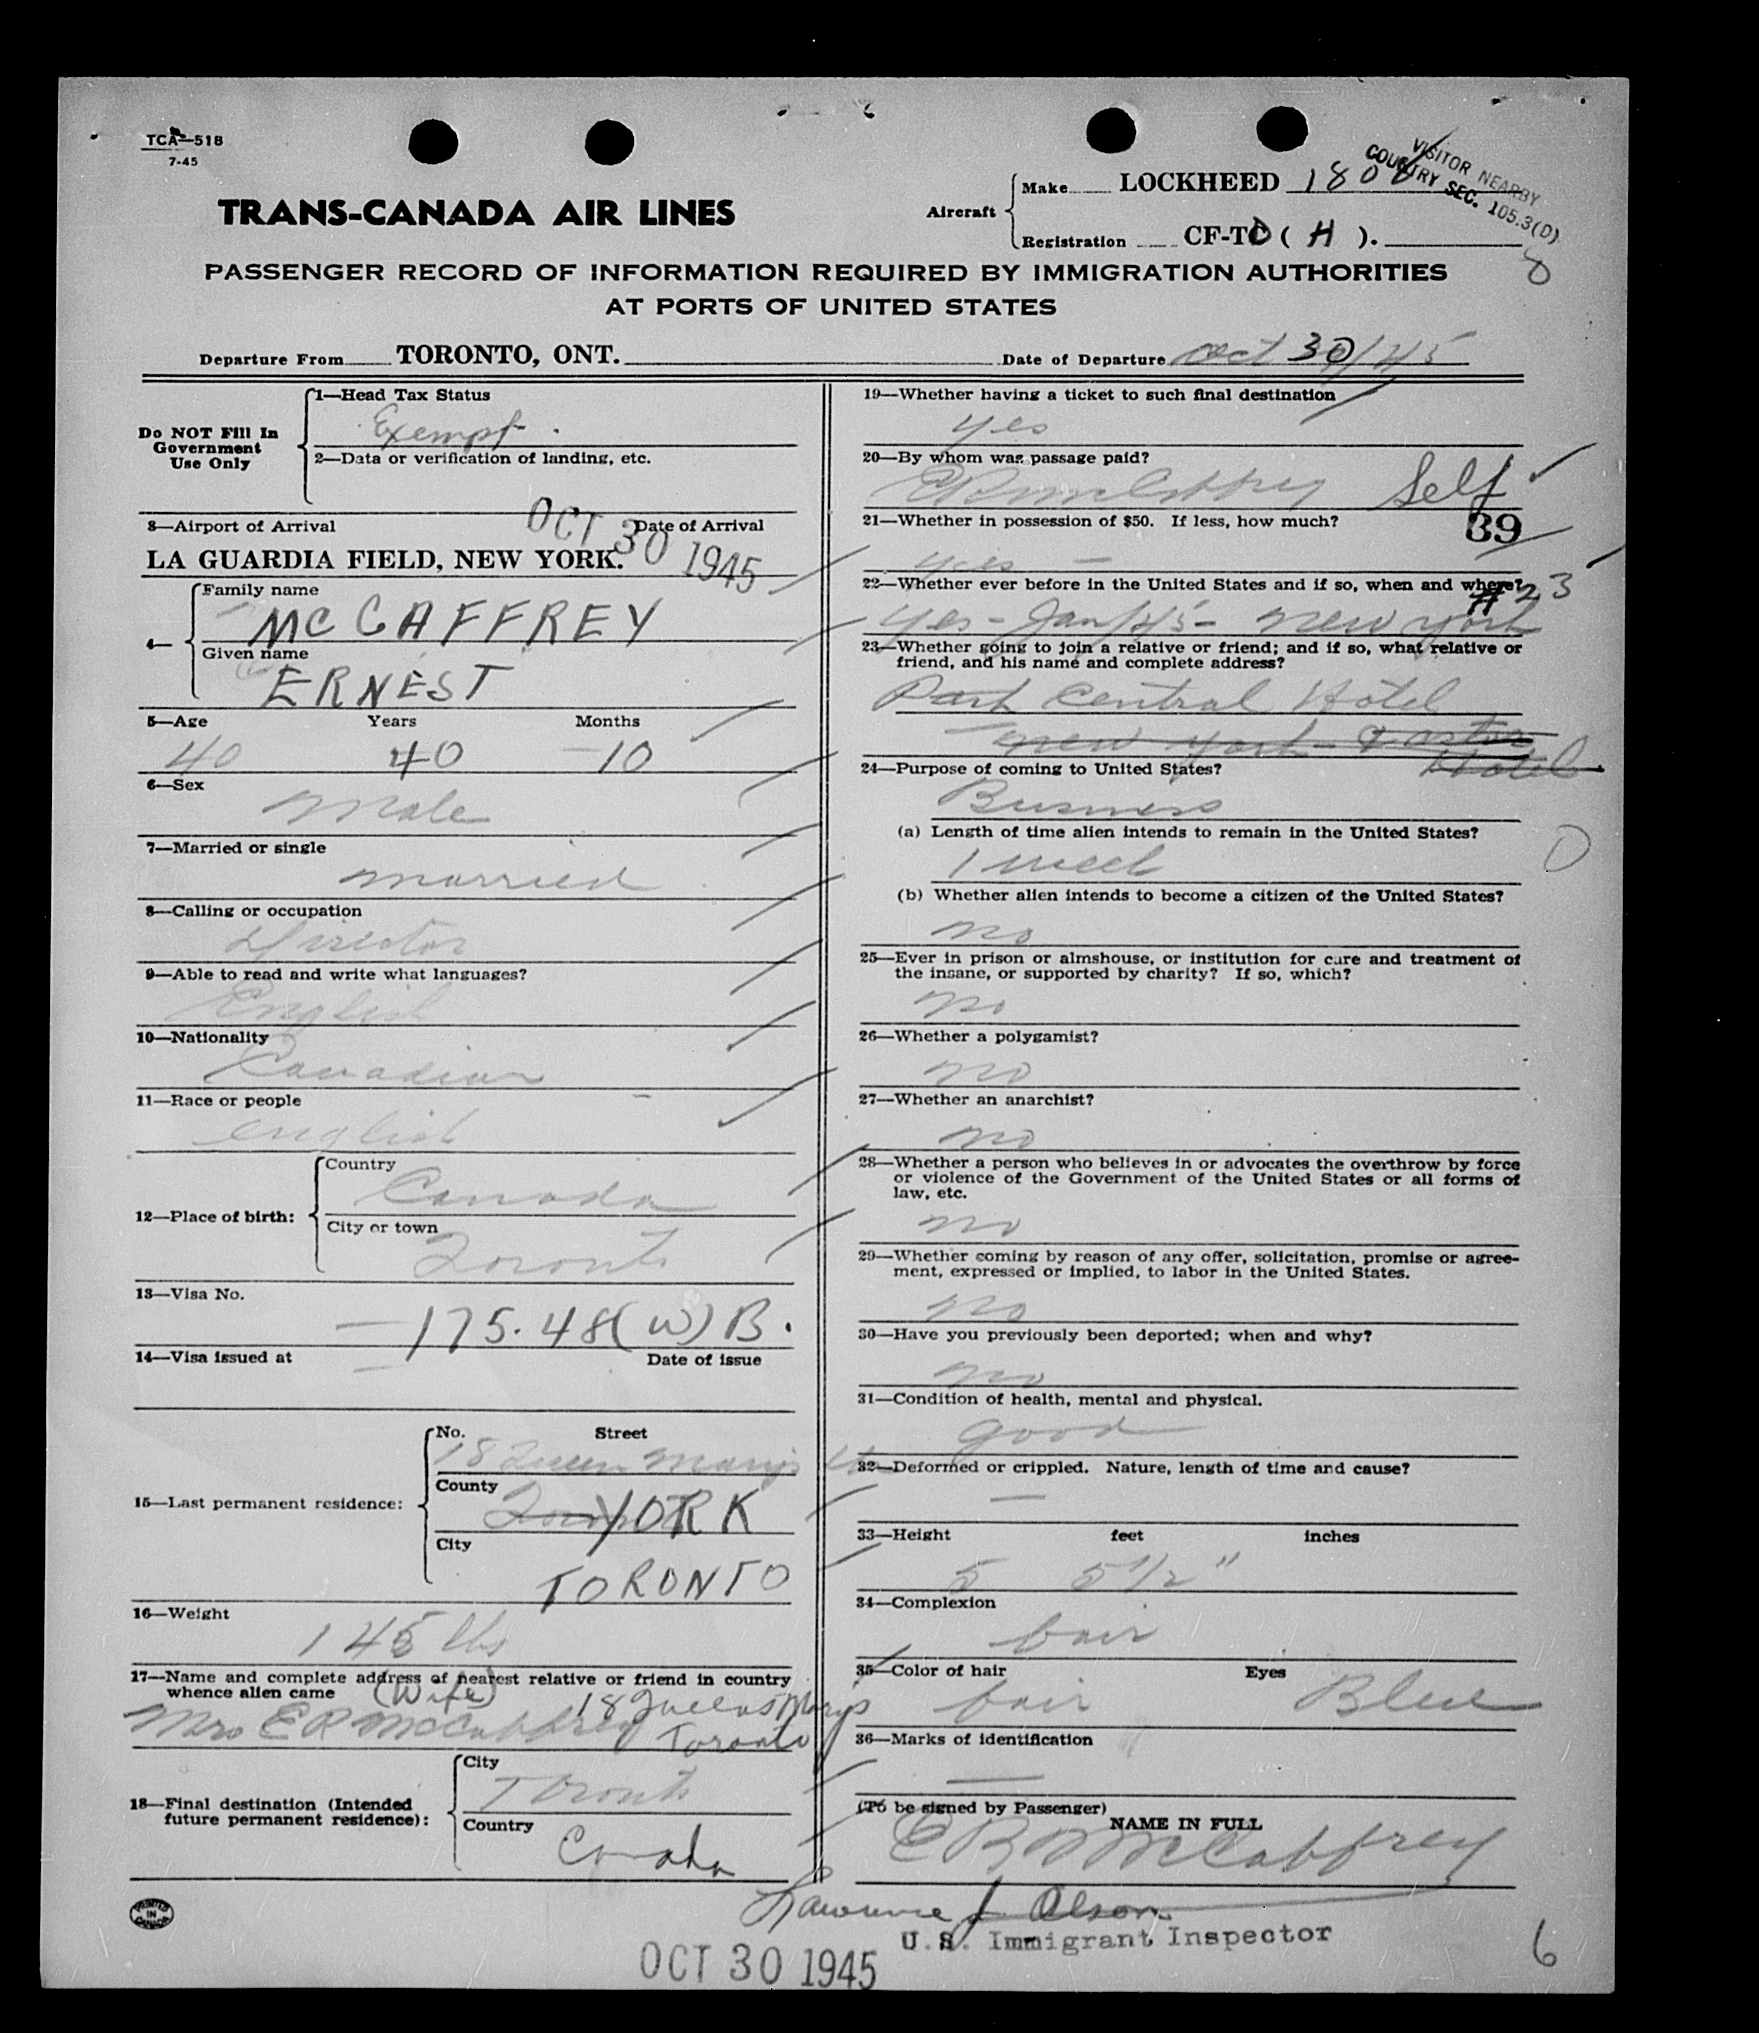 TCA—518
7-45
VISITOR NEARBY
COUNTRY SEC. 105.3(D)
TRANS-CANADA AIR LINES
Aircraft
Make LOCKHEED 1808
Registration CF-TC ( H ).
PASSENGER RECORD OF INFORMATION REQUIRED BY IMMIGRATION AUTHORITIES
AT PORTS OF UNITED STATES
Departure From TORONTO, ONT. Date of Departure Oct 30/45
Do NOT Fill In
Government
Use Only
1—Head Tax Status
Exempt
2—Data or verification of landing, etc.
3—Airport of Arrival Date of Arrival
OCT 30 1945
LA GUARDIA FIELD, NEW YORK.
4—
Family name
MCCAFFREY
Given name
ERNEST
5—Age Years Months
40 40 —10
6—Sex
Male
7—Married or single
married
8—Calling or occupation
Director
9—Able to read and write what languages?
English
10—Nationality
Canadian
11—Race or people
english
12—Place of birth:
Country
Canada
City or town
Toronto
13—Visa No.
— 175.48(W)B.
14—Visa issued at Date of issue
—
15—Last permanent residence:
No. Street
18 Queen Marys
County
YORK
City
TORONTO
16—Weight
145 lbs
17—Name and complete address of nearest relative or friend in country
whence alien came (Wife)
Mrs E R McCaffrey 18 Queens Marys
Toronto
18—Final destination (Intended
future permanent residence):
City
Toronto
Country
Canada
PRINTED
IN
CANADA
19—Whether having a ticket to such final destination
yes
20—By whom was passage paid?
ER McCaffrey Self
21—Whether in possession of $50. If less, how much?
39
yes —
22—Whether ever before in the United States and if so, when and where?
#23
Yes - Jan/45 - New York
23—Whether going to join a relative or friend; and if so, what relative or
friend, and his name and complete address?
Park Central Hotel
New York - Astor
Hotel
24—Purpose of coming to United States?
Business
(a) Length of time alien intends to remain in the United States?
1 week
(b) Whether alien intends to become a citizen of the United States?
no
25—Ever in prison or almshouse, or institution for care and treatment of
the insane, or supported by charity? If so, which?
no
26—Whether a polygamist?
no
27—Whether an anarchist?
no
28—Whether a person who believes in or advocates the overthrow by force
or violence of the Government of the United States or all forms of
law, etc.
no
29—Whether coming by reason of any offer, solicitation, promise or agree-
ment, expressed or implied, to labor in the United States.
no
30—Have you previously been deported; when and why?
no
31—Condition of health, mental and physical.
good
32—Deformed or crippled. Nature, length of time and cause?
—
33—Height feet inches
5 5 1/2"
34—Complexion
fair
35—Color of hair Eyes
fair Blue
36—Marks of identification
—
(To be signed by Passenger)
NAME IN FULL
E R McCaffrey
Lawrence J Olson
U.S. Immigrant Inspector
OCT 30 1945
6